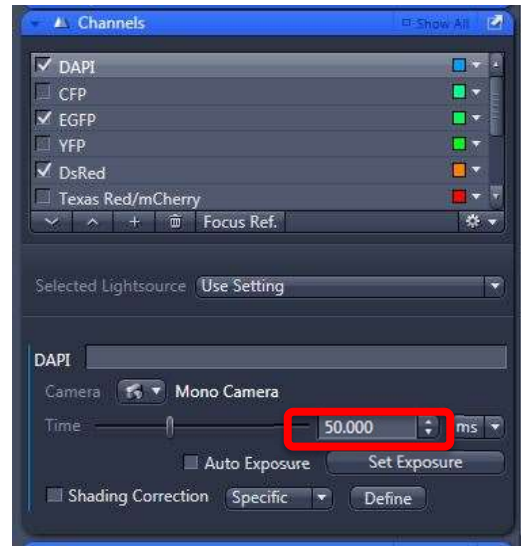 Channels Show All
DAPI
CFP
EGFP
YFP
DsRed
Texas Red/mCherry
Focus Ref.
Selected Lightsource Use Setting
DAPI
Camera Mono Camera
Time 50.000 ms
Auto Exposure Set Exposure
Shading Correction Specific Define